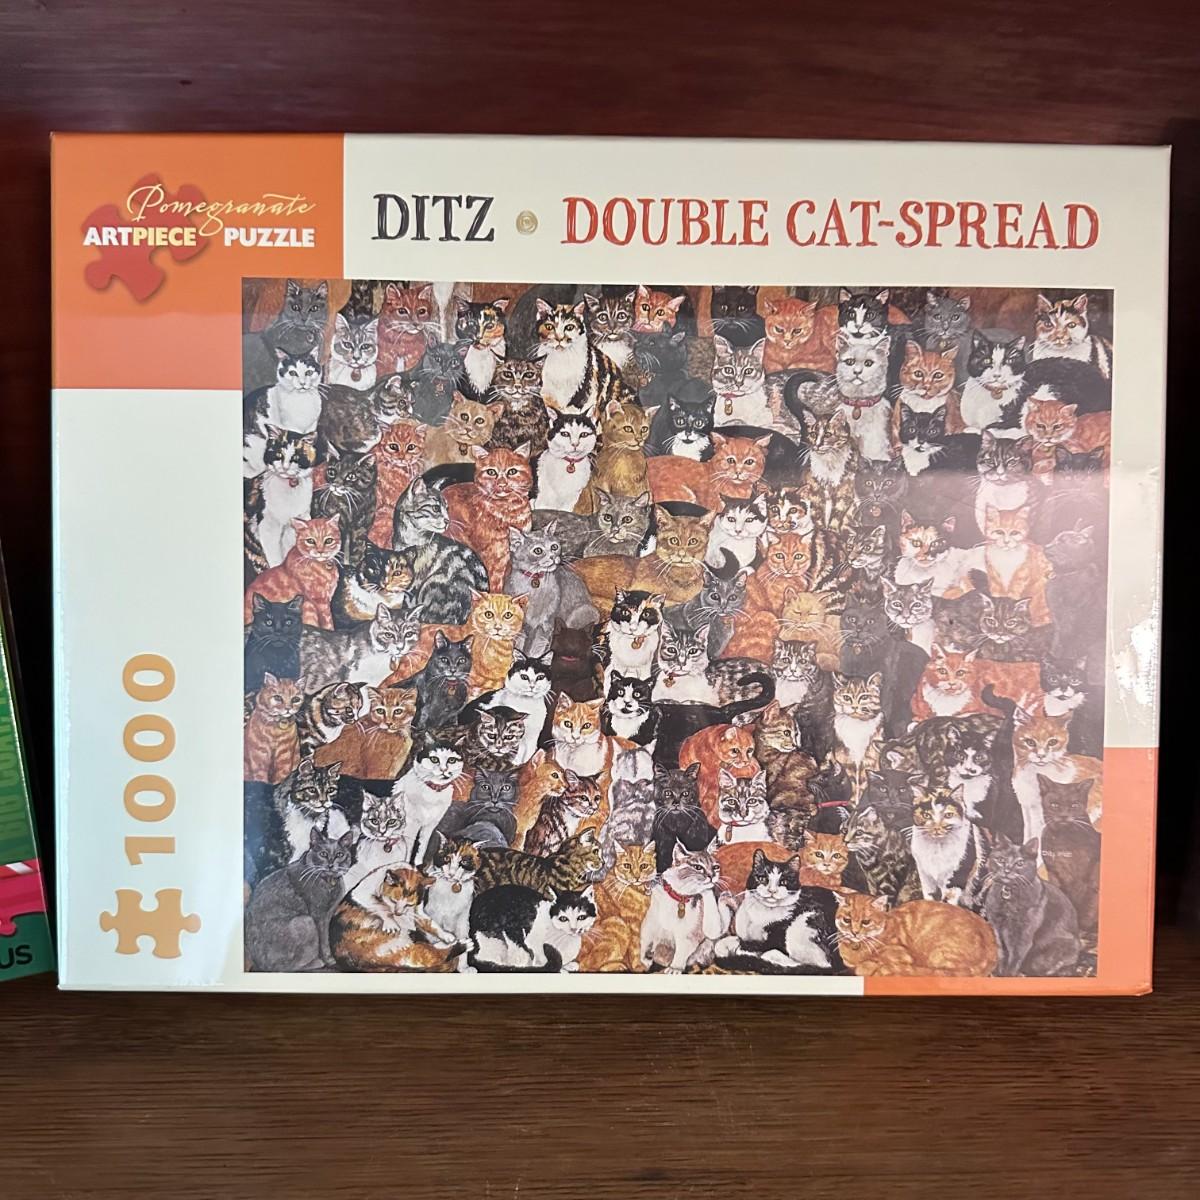 Pomegranate
ARTPIECE PUZZLE
DITZ DOUBLE CAT-SPREAD
1000
US